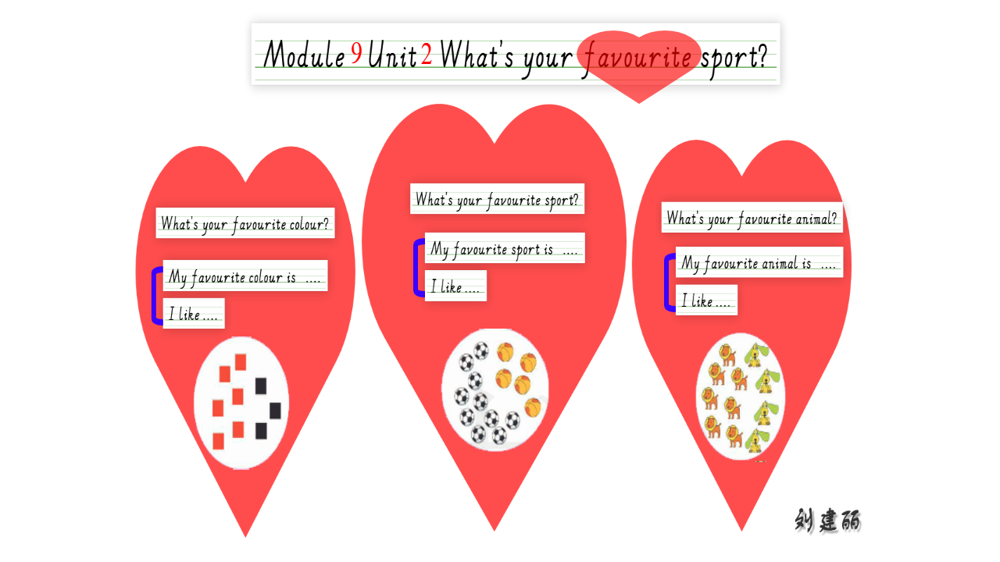 Module 9 Unit 2 What's your favourite sport?
What's your favourite colour?
My favourite colour is ....
I like ....
What's your favourite sport?
My favourite sport is ....
I like ....
What's your favourite animal?
My favourite animal is ....
I like ....
刘建丽